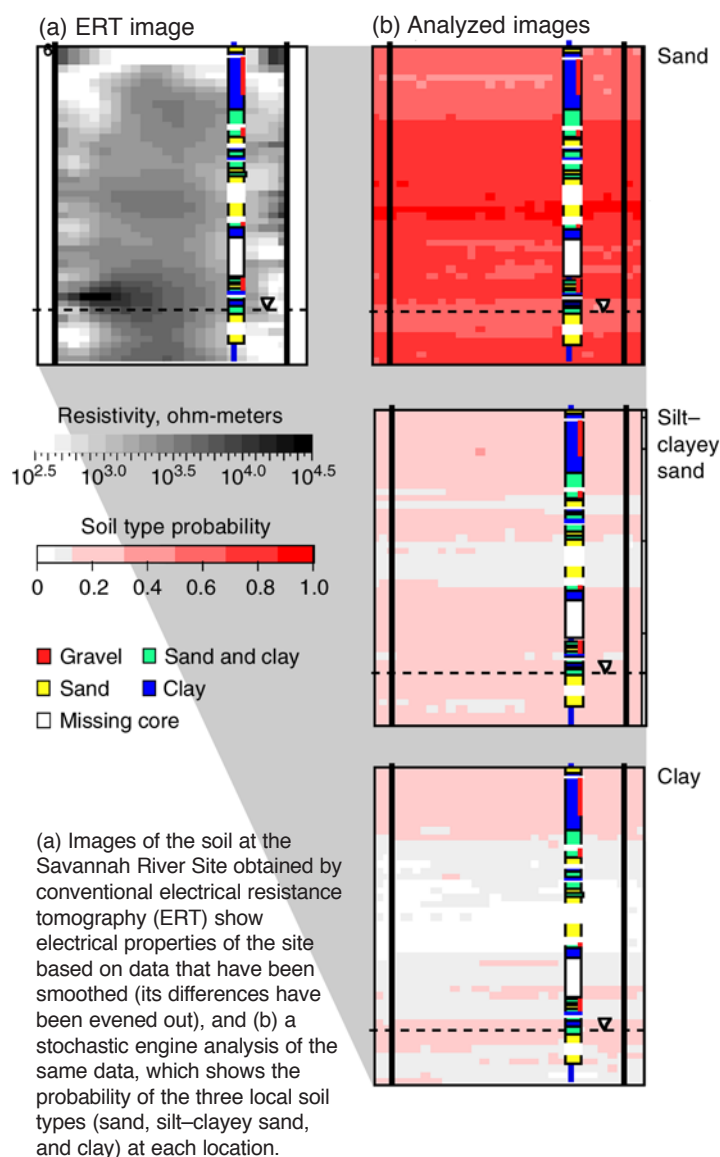 (a) ERT image
(b) Analyzed images
Sand
Resistivity, ohm-meters
10^2.5 10^3.0 10^3.5 10^4.0 10^4.5
Soil type probability
0 0.2 0.4 0.6 0.8 1.0
Gravel
Sand and clay
Sand
Clay
Missing core
Silt–
clayey
sand
Clay
(a) Images of the soil at the
Savannah River Site obtained by
conventional electrical resistance
tomography (ERT) show
electrical properties of the site
based on data that have been
smoothed (its differences have
been evened out), and (b) a
stochastic engine analysis of the
same data, which shows the
probability of the three local soil
types (sand, silt–clayey sand,
and clay) at each location.